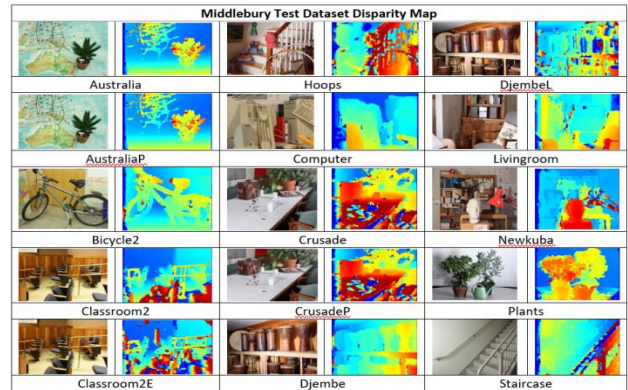 Middlebury Test Dataset Disparity Map
Australia Hoops DjembeL
AustraliaP Computer Livingroom
Bicycle2 Crusade Newkuba
Classroom2 CrusadeP Plants
Classroom2E Djembe Staircase